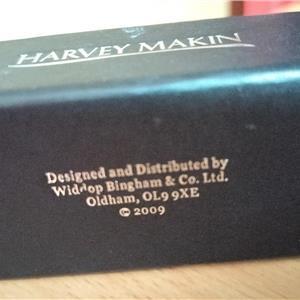 HARVEY MAKIN
Designed and Distributed by
Widdop Bingham & Co. Ltd.
Oldham, OL9 9XE
© 2009